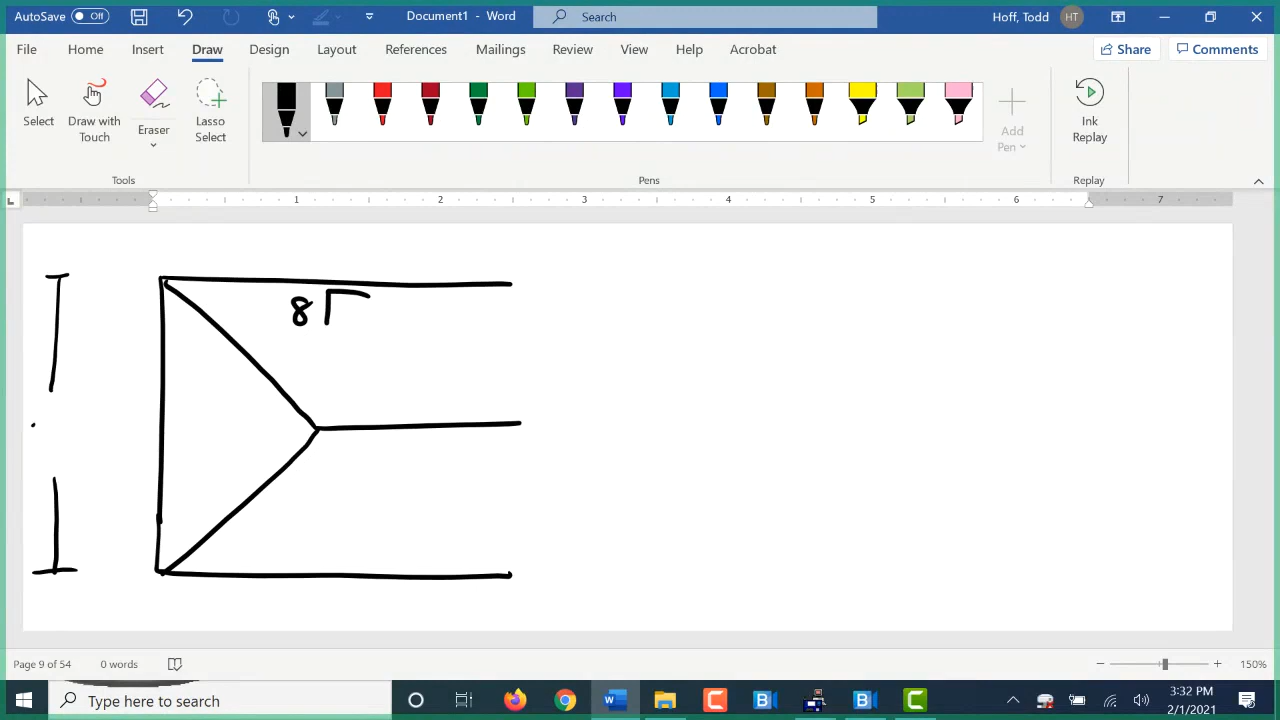 AutoSave Off Document1 - Word Search Hoff, Todd HT
File Home Insert Draw Design Layout References Mailings Review View Help Acrobat Share Comments
Select
Draw with Touch
Eraser
Lasso Select
Add Pen
Ink Replay
Tools Pens Replay
1 2 3 4 5 6 7
8
Page 9 of 54 0 words 150%
Type here to search
3:32 PM
2/1/2021